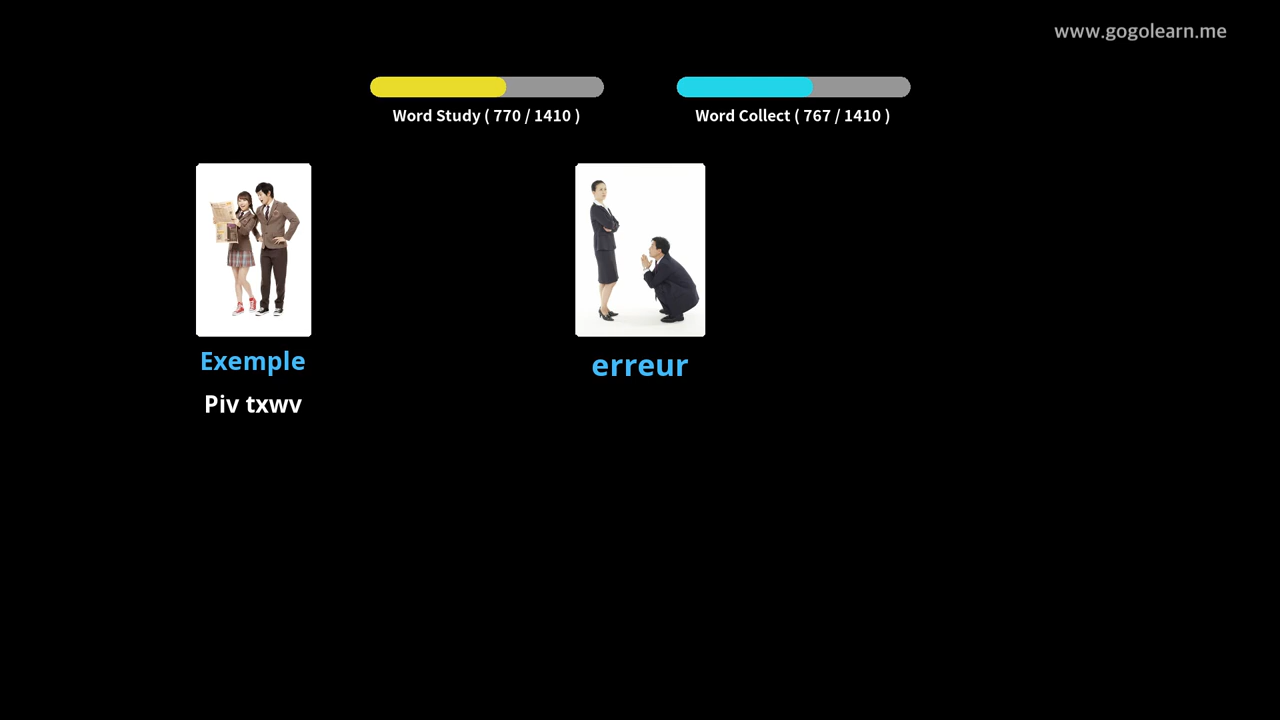 www.gogolearn.me
Word Study ( 770 / 1410 )
Word Collect ( 767 / 1410 )
Exemple
Piv txwv
erreur